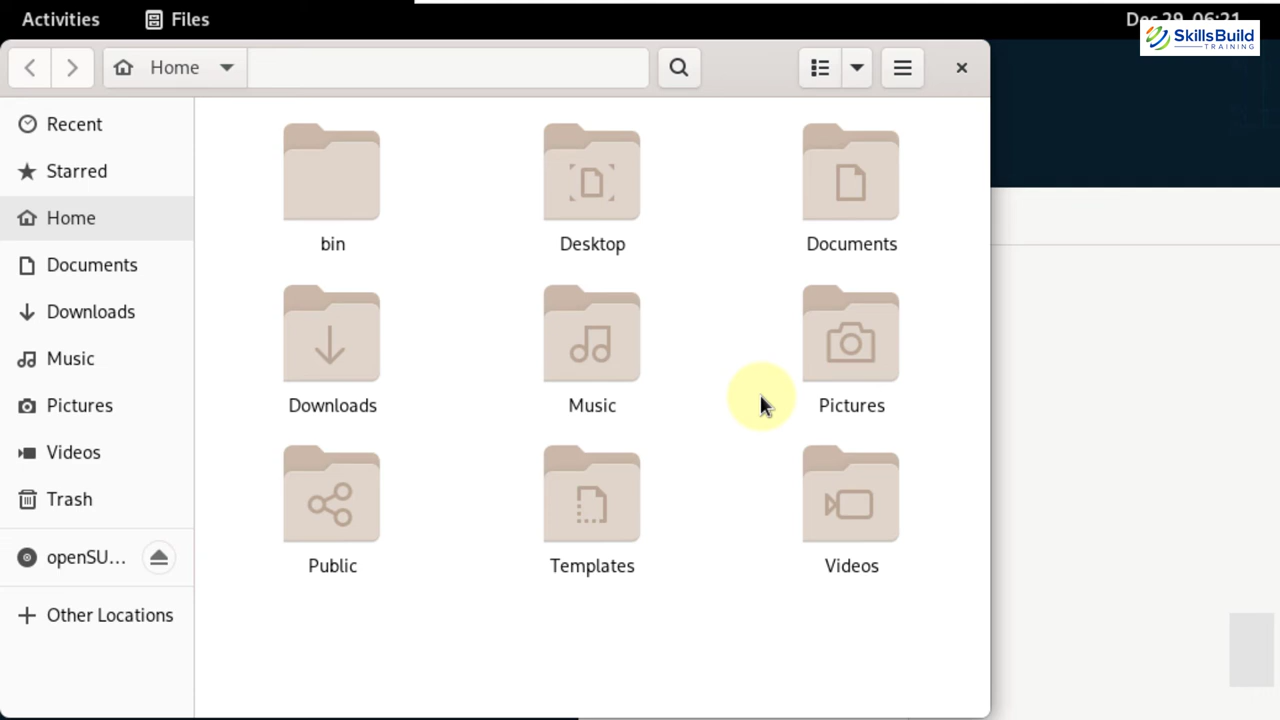 Activities
Files
Dec 29 06:21
SkillsBuild
TRAINING
Home
Recent
Starred
Home
Documents
Downloads
Music
Pictures
Videos
Trash
openSU...
Other Locations
bin
Desktop
Documents
Downloads
Music
Pictures
Public
Templates
Videos